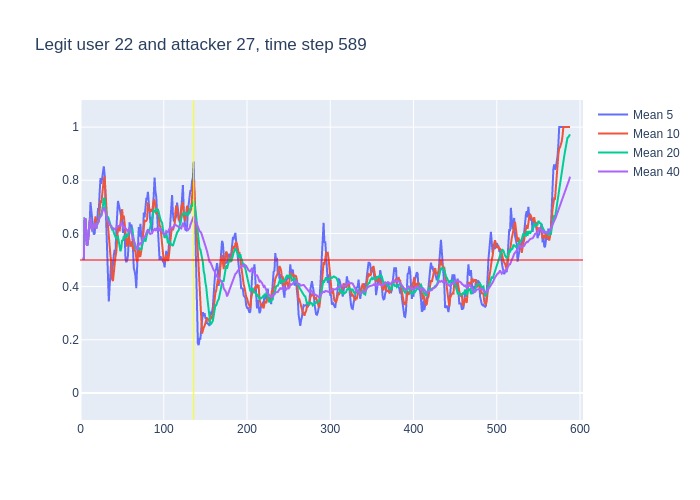 Legit user 22 and attacker 27, time step 589
Mean 5
Mean 10
Mean 20
Mean 40
1
0.8
0.6
0.4
0.2
0
0 100 200 300 400 500 600